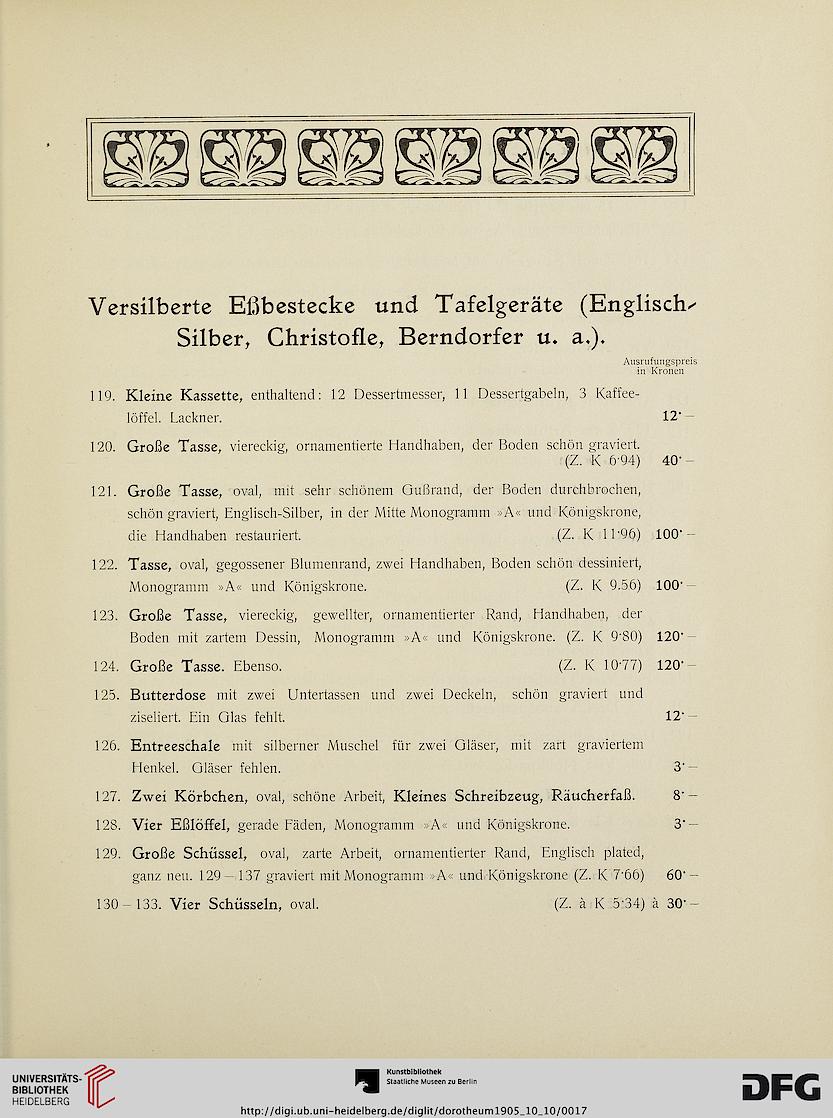 Versilberte Eßbestecke und Tafelgeräte (Englisch-
Silber, Christofle, Berndorfer u. a.).
Ausrufungspreis
in Kronen
119. Kleine Kassette, enthaltend: 12 Dessertmesser, 11 Dessertgabeln, 3 Kaffee-
löffel. Lackner. 12·–
120. Große Tasse, viereckig, ornamentierte Handhaben, der Boden schön graviert.
(Z. K 6·94) 40·–
121. Große Tasse, oval, mit sehr schönem Gußrand, der Boden durchbrochen,
schön graviert, Englisch-Silber, in der Mitte Monogramm »A« und Königskrone,
die Handhaben restauriert. (Z. K 11·96) 100·–
122. Tasse, oval, gegossener Blumenrand, zwei Handhaben, Boden schön dessiniert,
Monogramm »A« und Königskrone. (Z. K 9.56) 100·–
123. Große Tasse, viereckig, gewellter, ornamentierter Rand, Handhaben, der
Boden mit zartem Dessin, Monogramm »A« und Königskrone. (Z. K 9·80) 120·–
124. Große Tasse. Ebenso. (Z. K 10·77) 120·–
125. Butterdose mit zwei Untertassen und zwei Deckeln, schön graviert und
ziseliert. Ein Glas fehlt. 12·–
126. Entreeschale mit silberner Muschel für zwei Gläser, mit zart graviertem
Henkel. Gläser fehlen. 3·–
127. Zwei Körbchen, oval, schöne Arbeit, Kleines Schreibzeug, Räucherfaß. 8·–
128. Vier Eßlöffel, gerade Fäden, Monogramm »A« und Königskrone. 3·–
129. Große Schüssel, oval, zarte Arbeit, ornamentierter Rand, Englisch plated,
ganz neu. 129–137 graviert mit Monogramm »A« und Königskrone (Z. K 7·66) 60·–
130–133. Vier Schüsseln, oval. (Z. à K 5·34) à 30·–
UNIVERSITÄTS-
BIBLIOTHEK
HEIDELBERG
Kunstbibliothek
Staatliche Museen zu Berlin
DFG
http://digi.ub.uni-heidelberg.de/diglit/dorotheum1905_10_10/0017